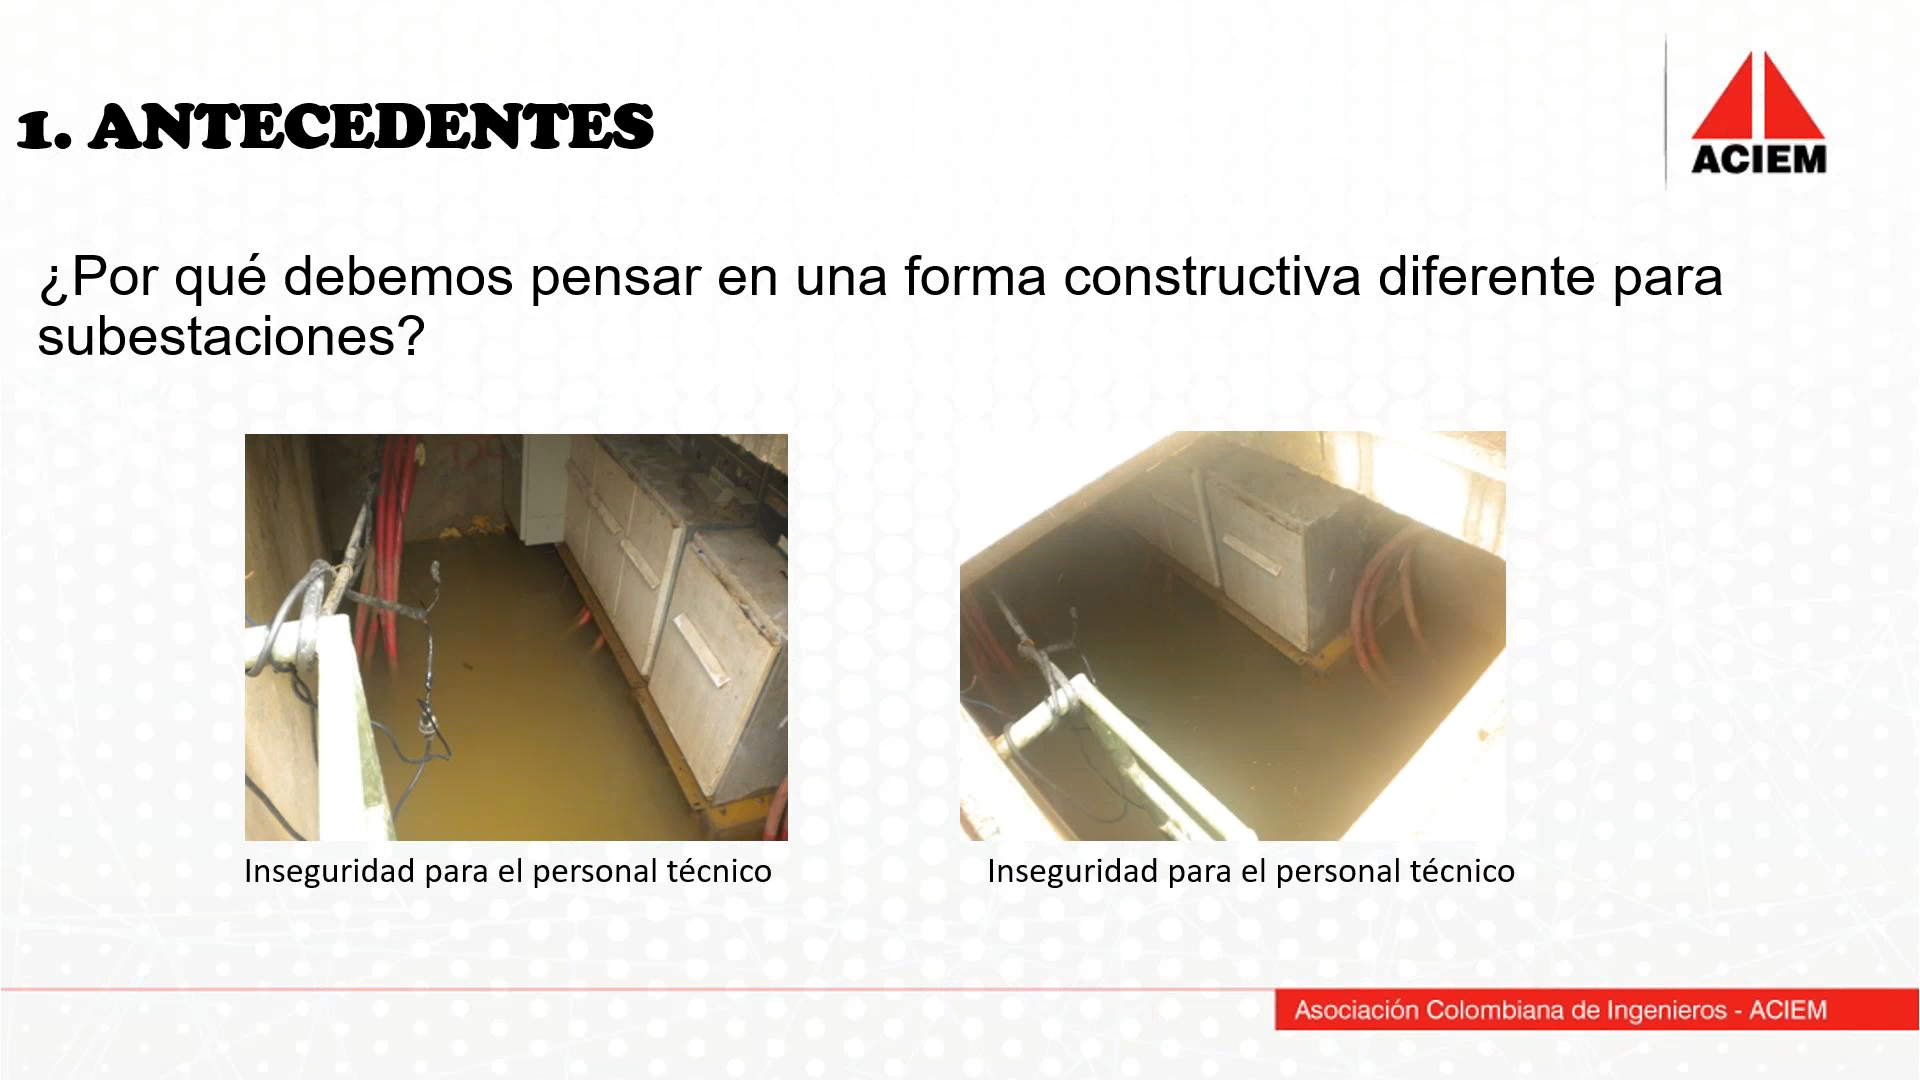 1. ANTECEDENTES
ACIEM
¿Por qué debemos pensar en una forma constructiva diferente para
subestaciones?
Inseguridad para el personal técnico
Inseguridad para el personal técnico
Asociación Colombiana de Ingenieros - ACIEM